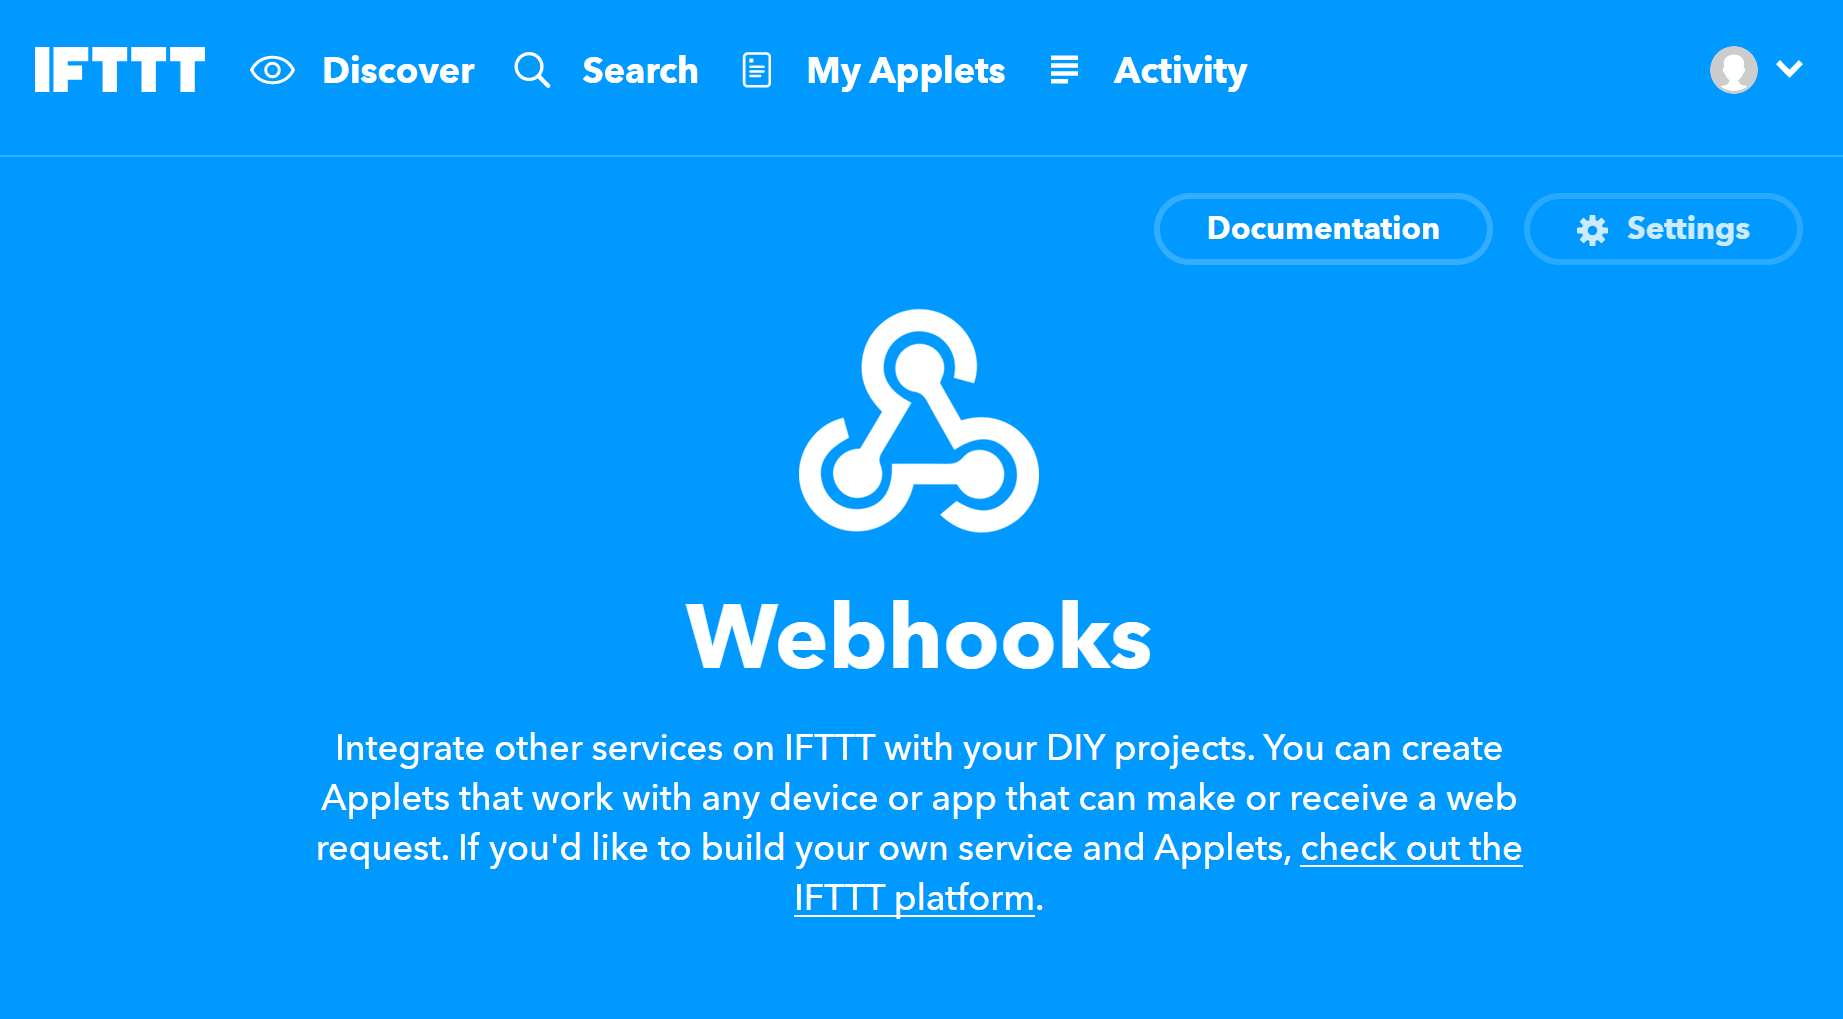 IFTTT Discover Search My Applets Activity
Documentation Settings
Webhooks
Integrate other services on IFTTT with your DIY projects. You can create
Applets that work with any device or app that can make or receive a web
request. If you'd like to build your own service and Applets, check out the
IFTTT platform.